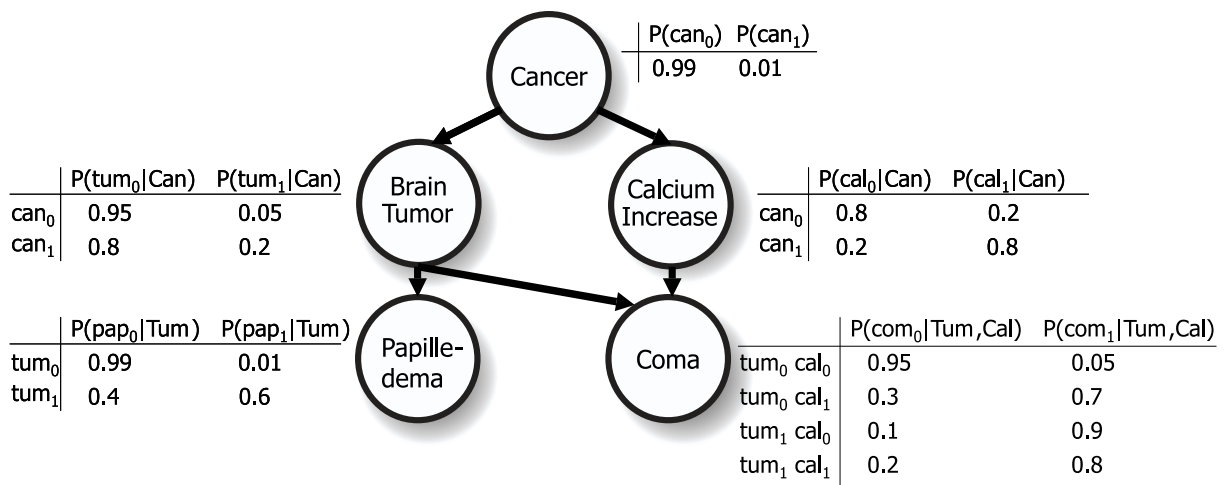 P(can₀) P(can₁)
0.99 0.01
Cancer
P(tum₀|Can) P(tum₁|Can)
can₀ 0.95 0.05
can₁ 0.8 0.2
Brain
Tumor
Calcium
Increase
P(cal₀|Can) P(cal₁|Can)
can₀ 0.8 0.2
can₁ 0.2 0.8
P(pap₀|Tum) P(pap₁|Tum)
tum₀ 0.99 0.01
tum₁ 0.4 0.6
Papille-
dema
Coma
P(com₀|Tum,Cal) P(com₁|Tum,Cal)
tum₀ cal₀ 0.95 0.05
tum₀ cal₁ 0.3 0.7
tum₁ cal₀ 0.1 0.9
tum₁ cal₁ 0.2 0.8